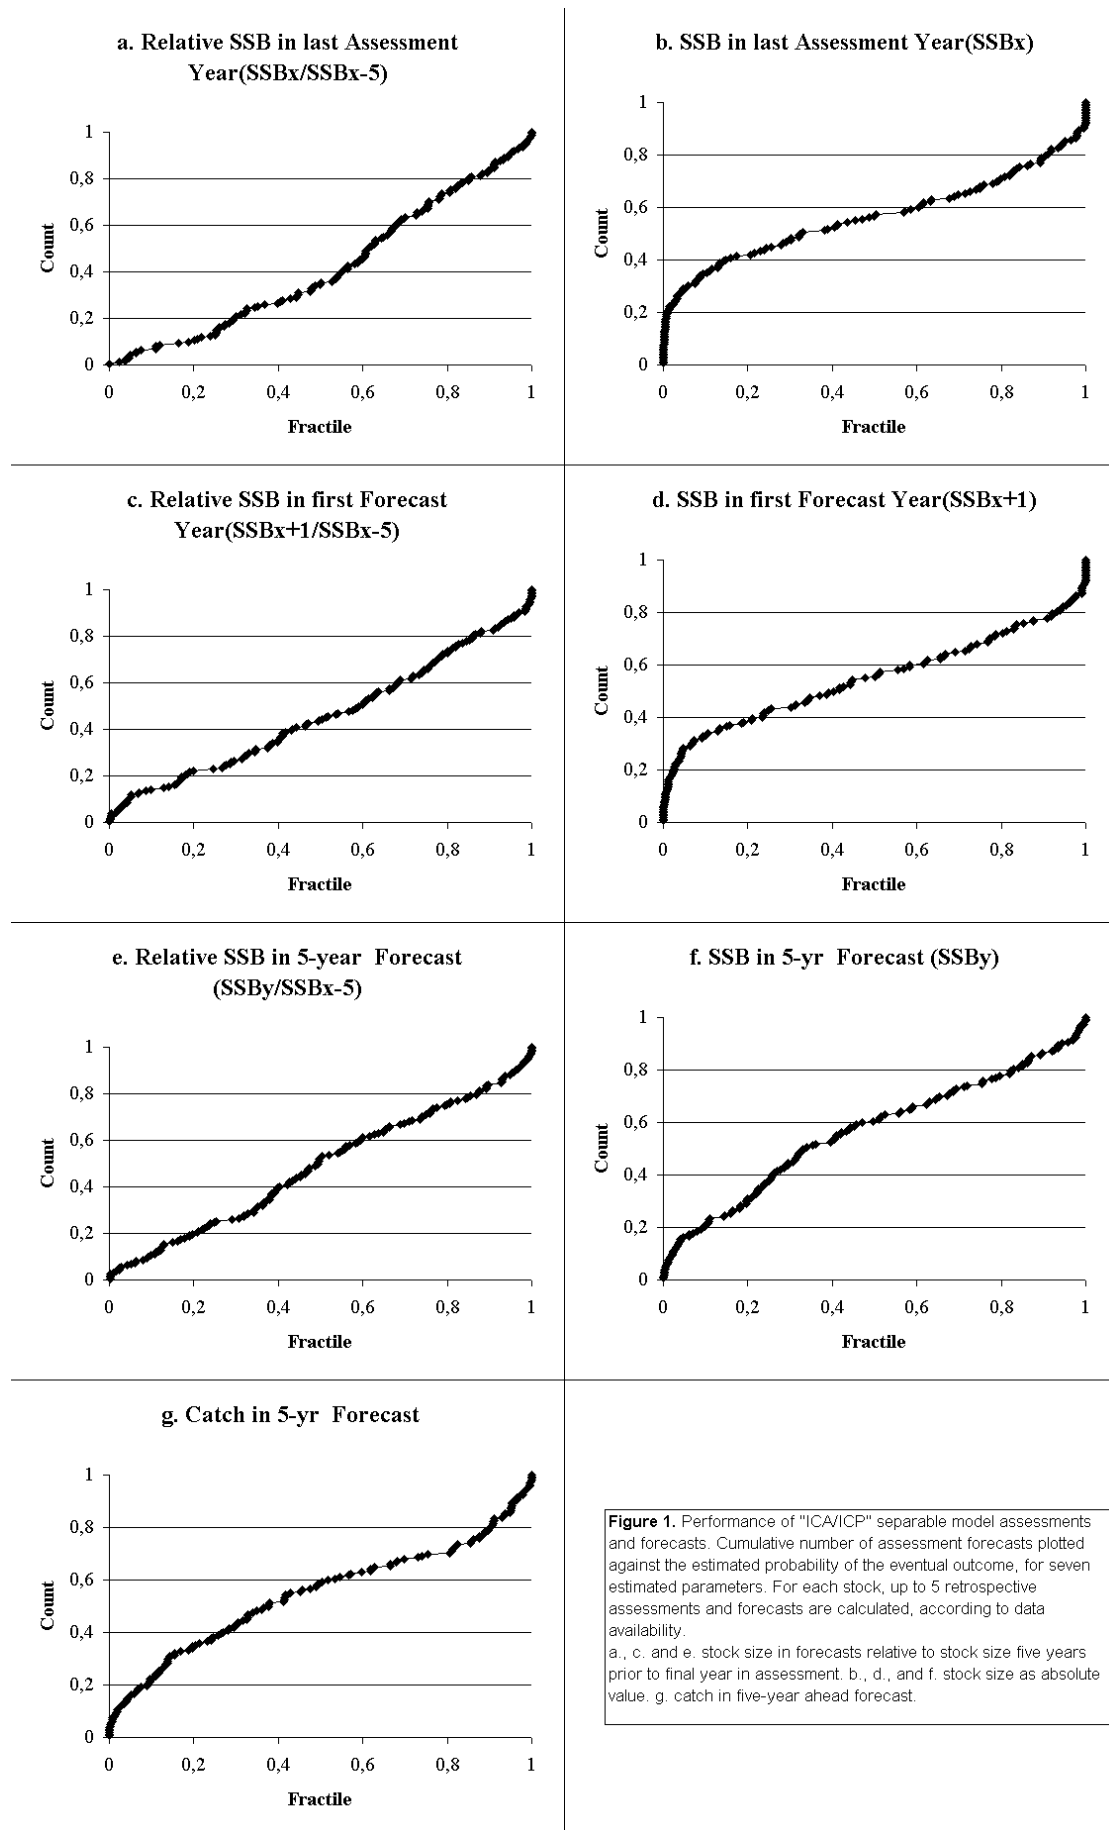 a. Relative SSB in last Assessment
Year(SSBx/SSBx-5)
1
0,8
0,6
0,4
0,2
0
Count
0 0,2 0,4 0,6 0,8 1
Fractile
b. SSB in last Assessment Year(SSBx)
1
0,8
0,6
0,4
0,2
0
Count
0 0,2 0,4 0,6 0,8 1
Fractile
c. Relative SSB in first Forecast
Year(SSBx+1/SSBx-5)
1
0,8
0,6
0,4
0,2
0
Count
0 0,2 0,4 0,6 0,8 1
Fractile
d. SSB in first Forecast Year(SSBx+1)
1
0,8
0,6
0,4
0,2
0
Count
0 0,2 0,4 0,6 0,8 1
Fractile
e. Relative SSB in 5-year Forecast
(SSBy/SSBx-5)
1
0,8
0,6
0,4
0,2
0
Count
0 0,2 0,4 0,6 0,8 1
Fractile
f. SSB in 5-yr Forecast (SSBy)
1
0,8
0,6
0,4
0,2
0
Count
0 0,2 0,4 0,6 0,8 1
Fractile
g. Catch in 5-yr Forecast
1
0,8
0,6
0,4
0,2
0
Count
0 0,2 0,4 0,6 0,8 1
Fractile
Figure 1. Performance of "ICA/ICP" separable model assessments
and forecasts. Cumulative number of assessment forecasts plotted
against the estimated probability of the eventual outcome, for seven
estimated parameters. For each stock, up to 5 retrospective
assessments and forecasts are calculated, according to data
availability.
a., c. and e. stock size in forecasts relative to stock size five years
prior to final year in assessment. b., d., and f. stock size as absolute
value. g. catch in five-year ahead forecast.